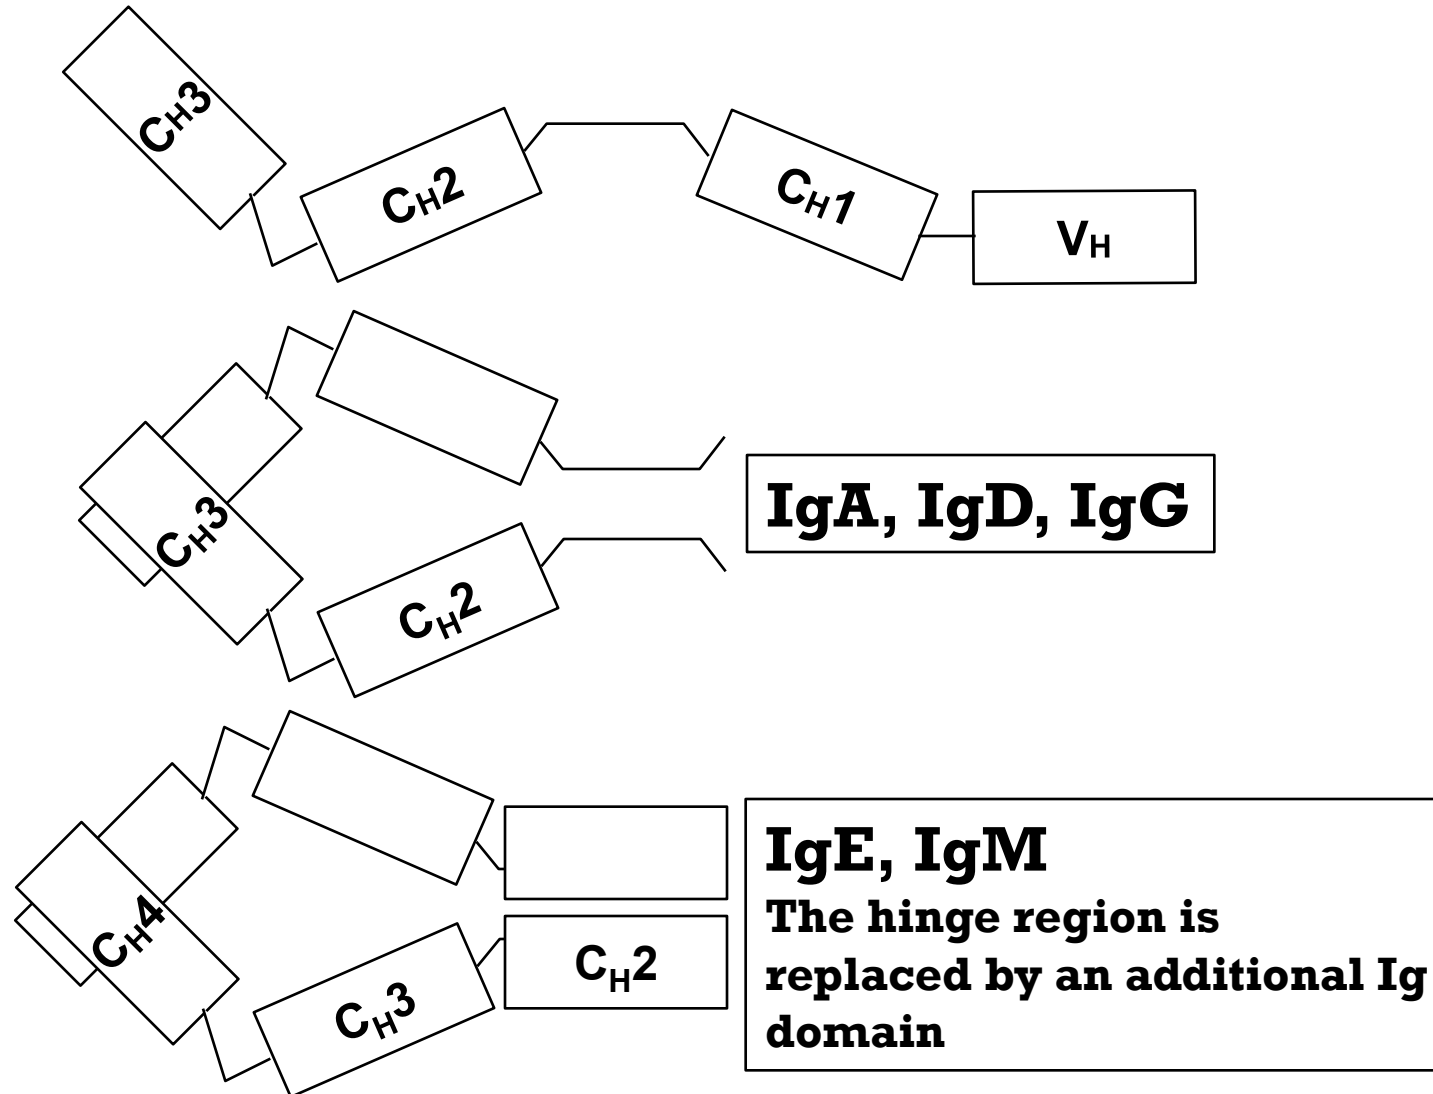 CH3
CH2
CH1
VH
CH3
IgA, IgD, IgG
CH2
CH4
CH3
CH2
IgE, IgM
The hinge region is
replaced by an additional Ig
domain